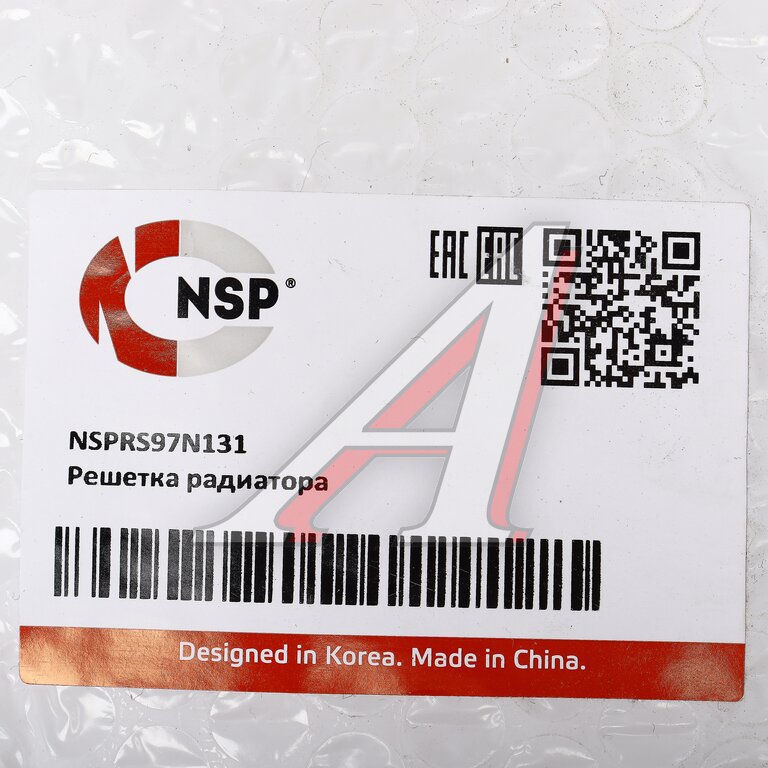 NSP®
EAC EAC
NSPRS97N131
Решетка радиатора
Designed in Korea. Made in China.